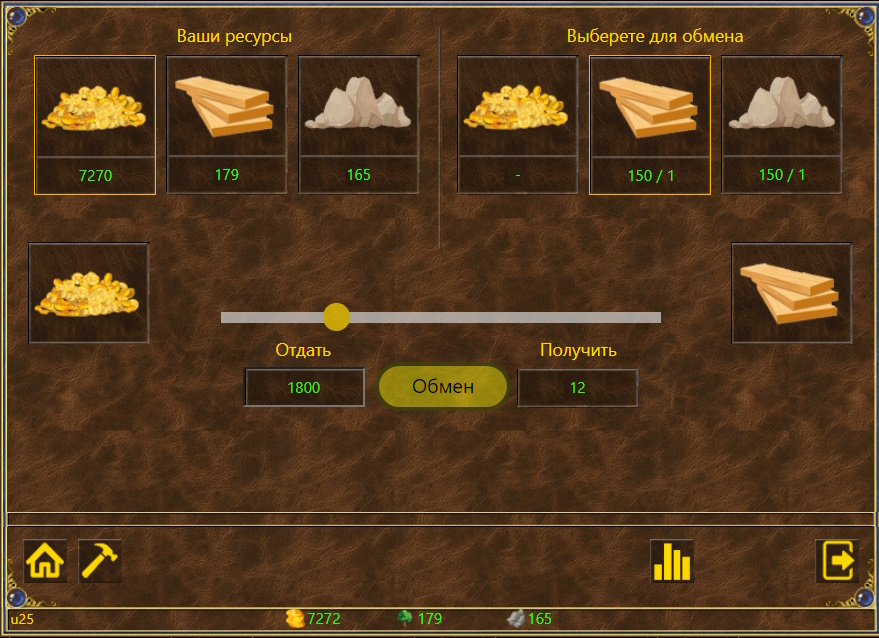 Ваши ресурсы
Выберете для обмена
7270
179
165
-
150 / 1
150 / 1
Отдать
Получить
1800
Обмен
12
u25
7272
179
165